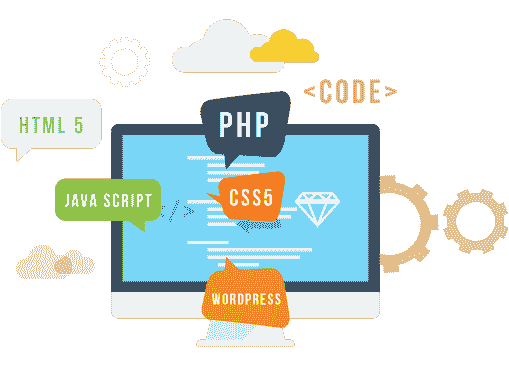 <CODE>
PHP
HTML 5
JAVA SCRIPT
CSS5
</>
WORDPRESS